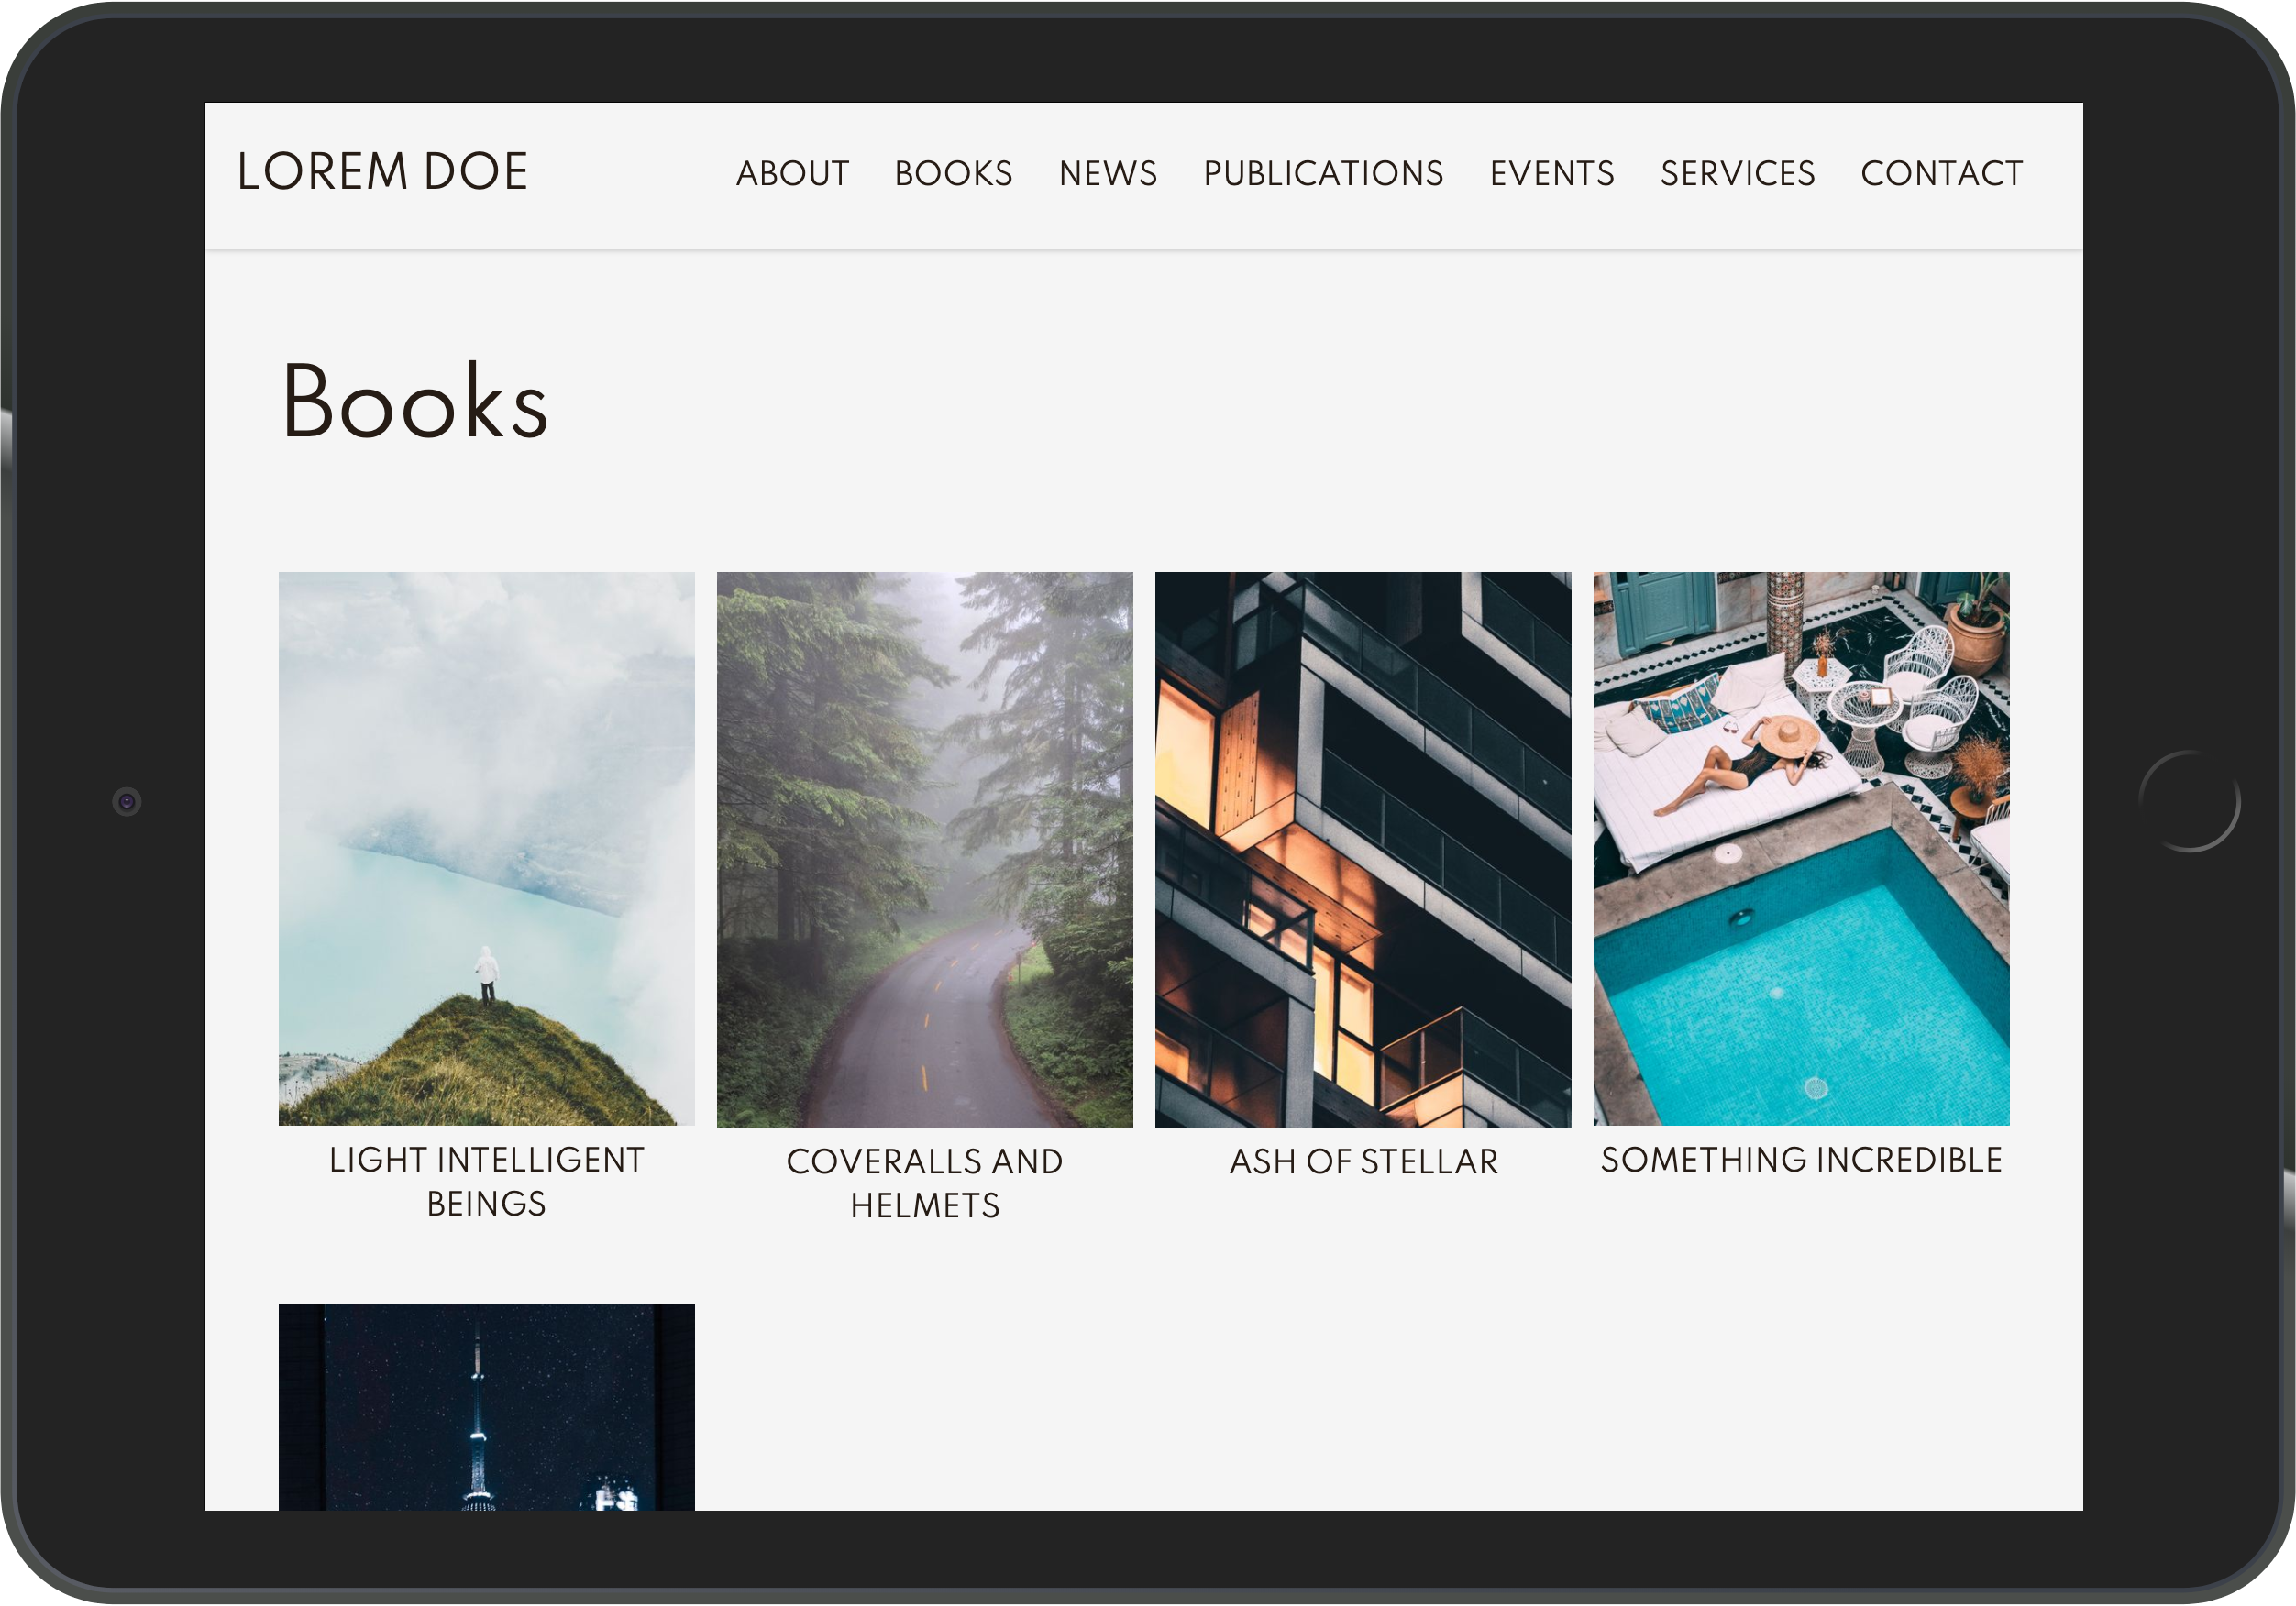 LOREM DOE
ABOUT BOOKS NEWS PUBLICATIONS EVENTS SERVICES CONTACT
Books
LIGHT INTELLIGENT
BEINGS
COVERALLS AND
HELMETS
ASH OF STELLAR
SOMETHING INCREDIBLE